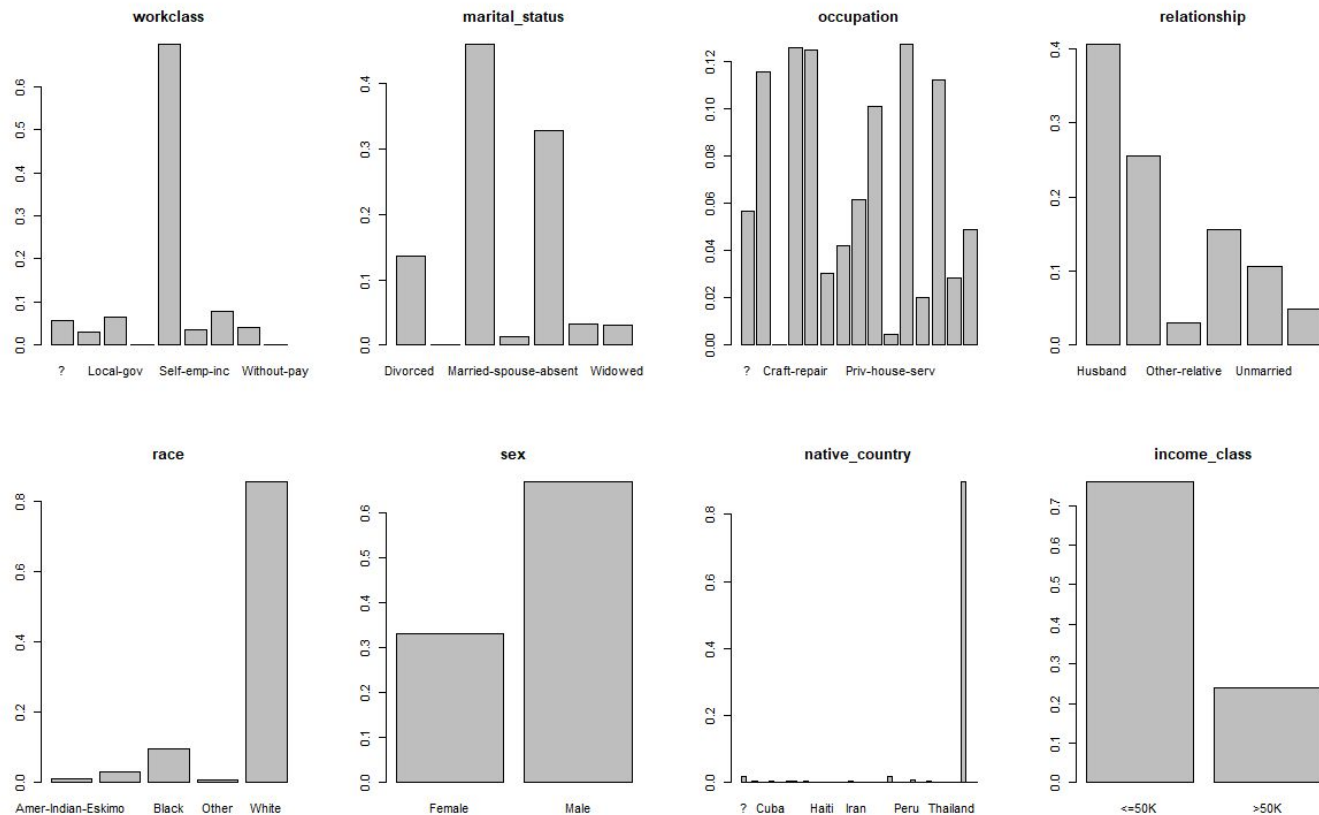 workclass
0.0 0.1 0.2 0.3 0.4 0.5 0.6
? Local-gov Self-emp-inc Without-pay
marital_status
0.0 0.1 0.2 0.3 0.4
Divorced Married-spouse-absent Widowed
occupation
0.00 0.02 0.04 0.06 0.08 0.10 0.12
? Craft-repair Priv-house-serv
relationship
0.0 0.1 0.2 0.3 0.4
Husband Other-relative Unmarried
race
0.0 0.2 0.4 0.6 0.8
Amer-Indian-Eskimo Black Other White
sex
0.0 0.1 0.2 0.3 0.4 0.5 0.6
Female Male
native_country
0.0 0.2 0.4 0.6 0.8
? Cuba Haiti Iran Peru Thailand
income_class
0.0 0.1 0.2 0.3 0.4 0.5 0.6 0.7
<=50K >50K